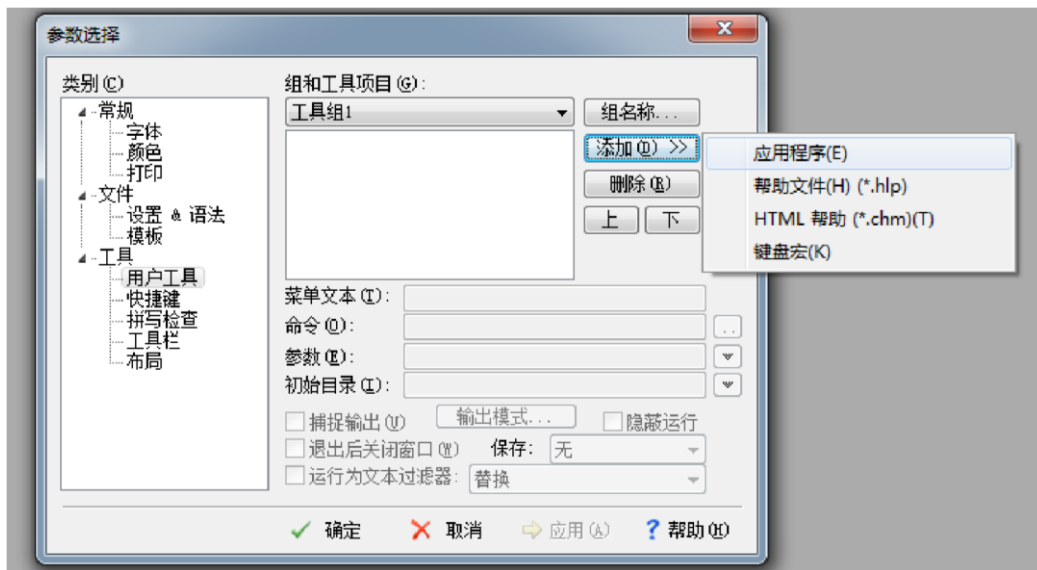 参数选择
类别(C)
常规
字体
颜色
打印
文件
设置 & 语法
模板
工具
用户工具
快捷键
拼写检查
工具栏
布局
组和工具项目(G):
工具组1
组名称...
添加(D) >>
删除(R)
上 下
应用程序(E)
帮助文件(H) (*.hlp)
HTML 帮助 (*.chm)(T)
键盘宏(K)
菜单文本(T):
命令(O):
..
参数(E):
初始目录(I):
捕捉输出(U) 输出模式... 隐蔽运行
退出后关闭窗口(W) 保存: 无
运行为文本过滤器: 替换
确定 取消 应用(A) ? 帮助(H)